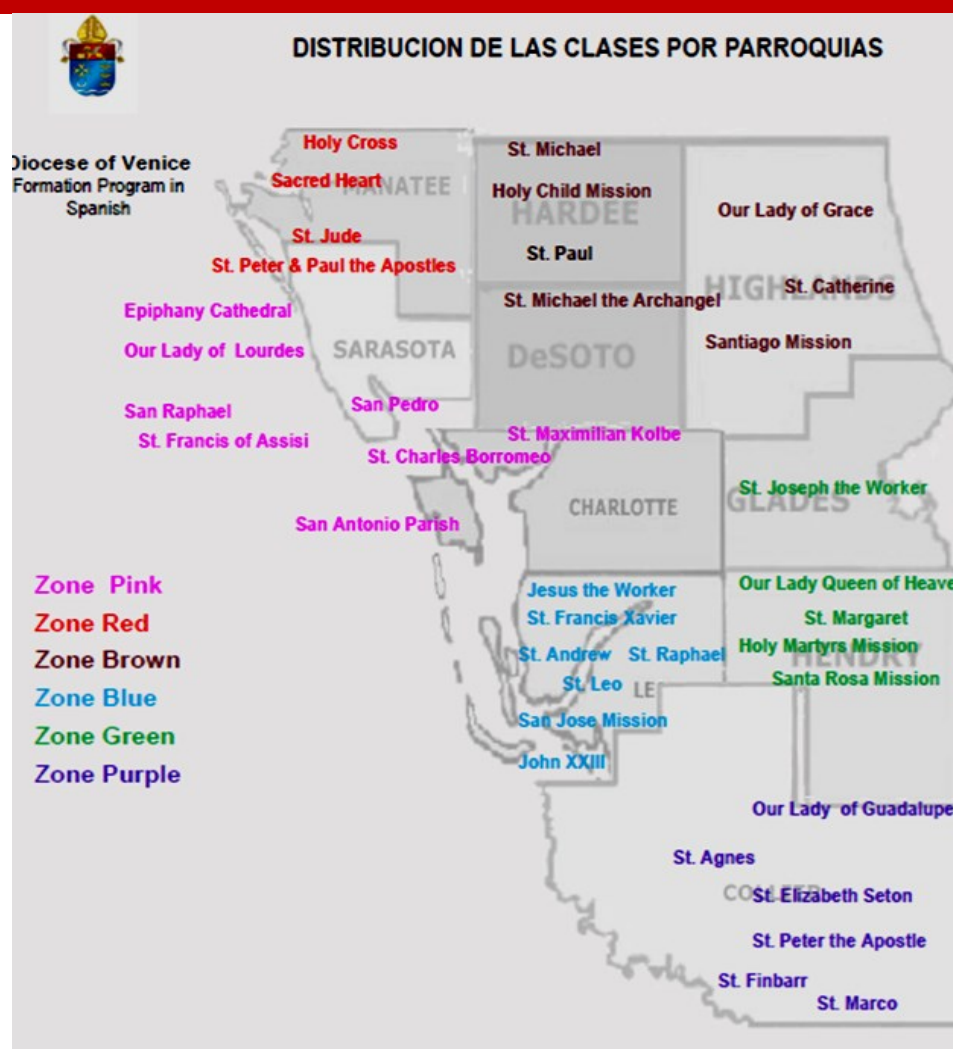 DISTRIBUCION DE LAS CLASES POR PARROQUIAS
Diocese of Venice
Formation Program in
Spanish
Holy Cross
Sacred Heart
MANATEE
St. Jude
St. Peter & Paul the Apostles
St. Michael
Holy Child Mission
HARDEE
St. Paul
St. Michael the Archangel
DeSOTO
Our Lady of Grace
St. Catherine
HIGHLANDS
Santiago Mission
Epiphany Cathedral
Our Lady of Lourdes
SARASOTA
San Raphael
San Pedro
St. Francis of Assisi
St. Maximilian Kolbe
St. Charles Borromeo
San Antonio Parish
CHARLOTTE
St. Joseph the Worker
GLADES
Zone Pink
Zone Red
Zone Brown
Zone Blue
Zone Green
Zone Purple
Jesus the Worker
St. Francis Xavier
St. Andrew St. Raphael
St. Leo
LE
San Jose Mission
John XXIII
Our Lady Queen of Heave
St. Margaret
Holy Martyrs Mission
HENDRY
Santa Rosa Mission
Our Lady of Guadalupe
St. Agnes
COLLIER
St. Elizabeth Seton
St. Peter the Apostle
St. Finbarr
St. Marco